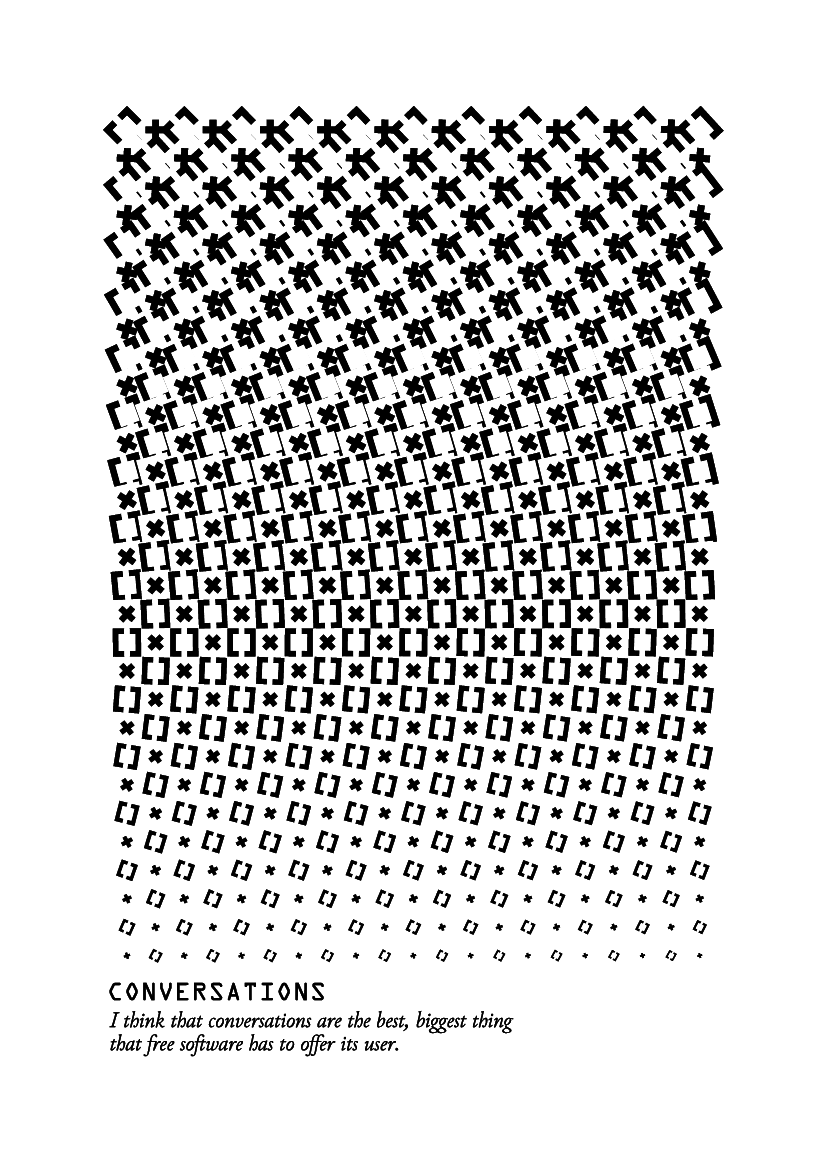 CONVERSATIONS
I think that conversations are the best, biggest thing
that free software has to offer its user.